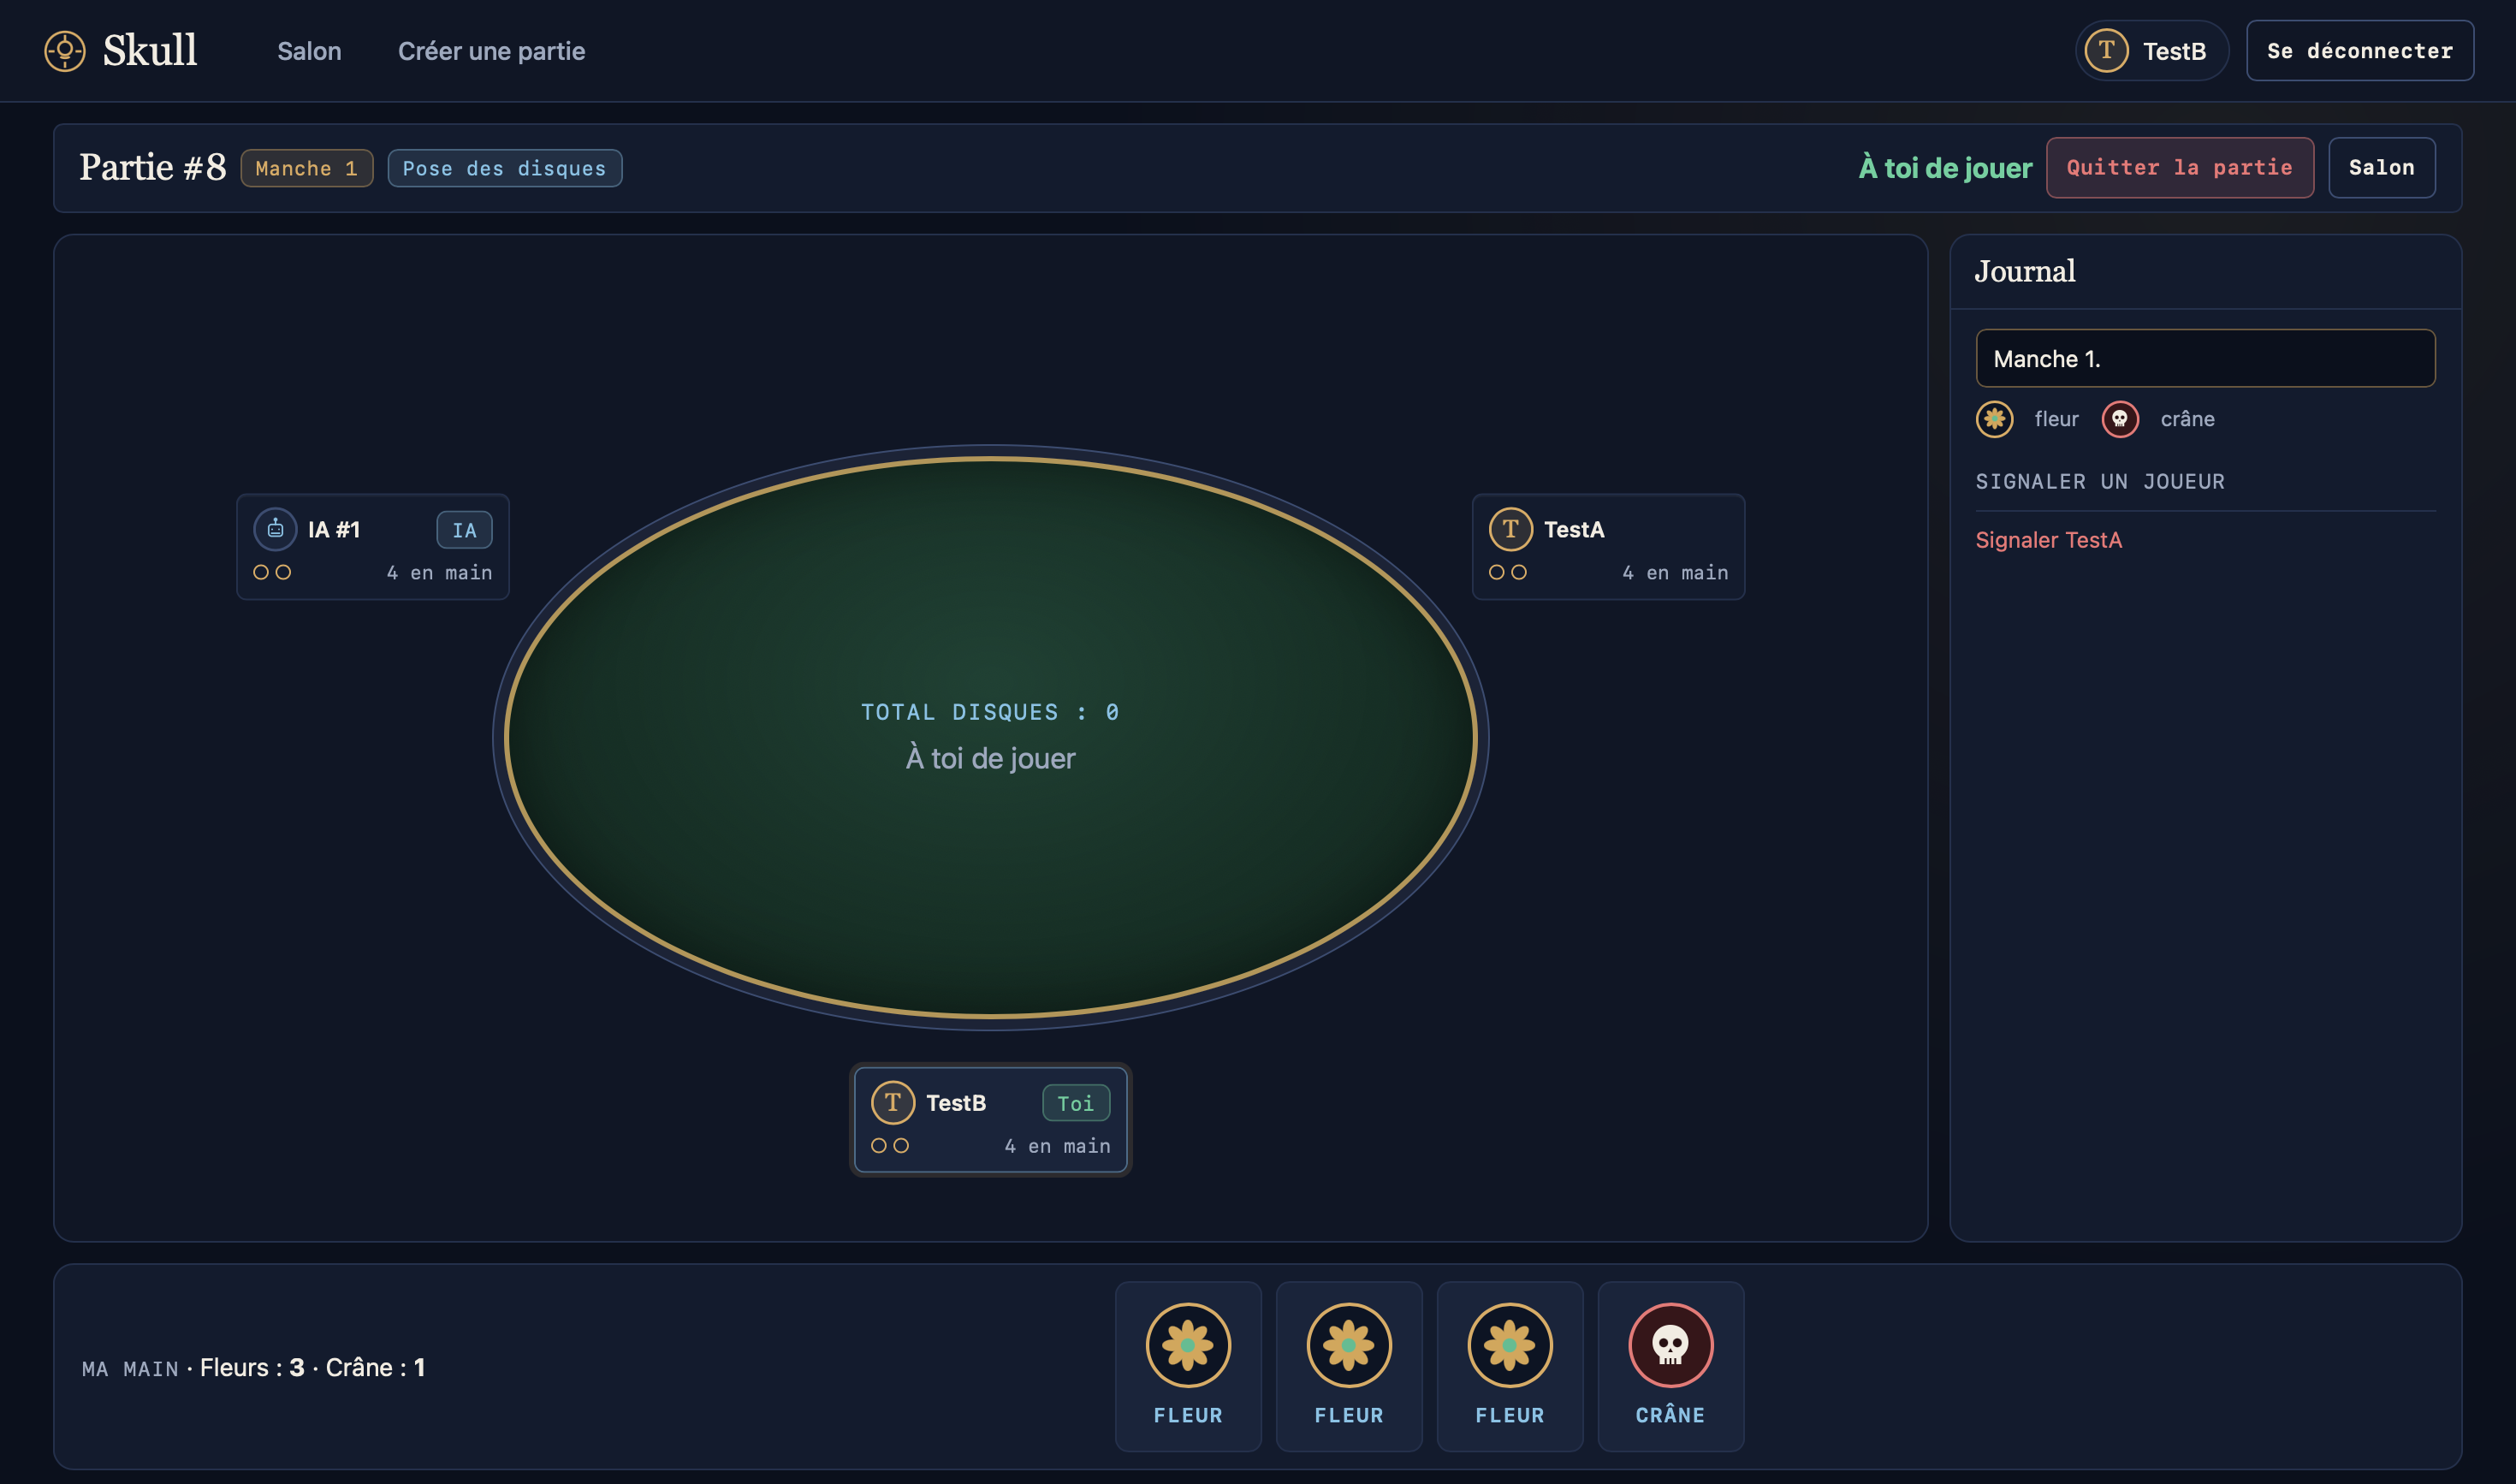 Skull
Salon
Créer une partie
T
TestB
Se déconnecter
Partie #8
Manche 1
Pose des disques
À toi de jouer
Quitter la partie
Salon
IA #1
IA
4 en main
T
TestA
4 en main
TOTAL DISQUES : 0
À toi de jouer
T
TestB
Toi
4 en main
Journal
Manche 1.
fleur
crâne
SIGNALER UN JOUEUR
Signaler TestA
MA MAIN · Fleurs : 3 · Crâne : 1
FLEUR
FLEUR
FLEUR
CRÂNE